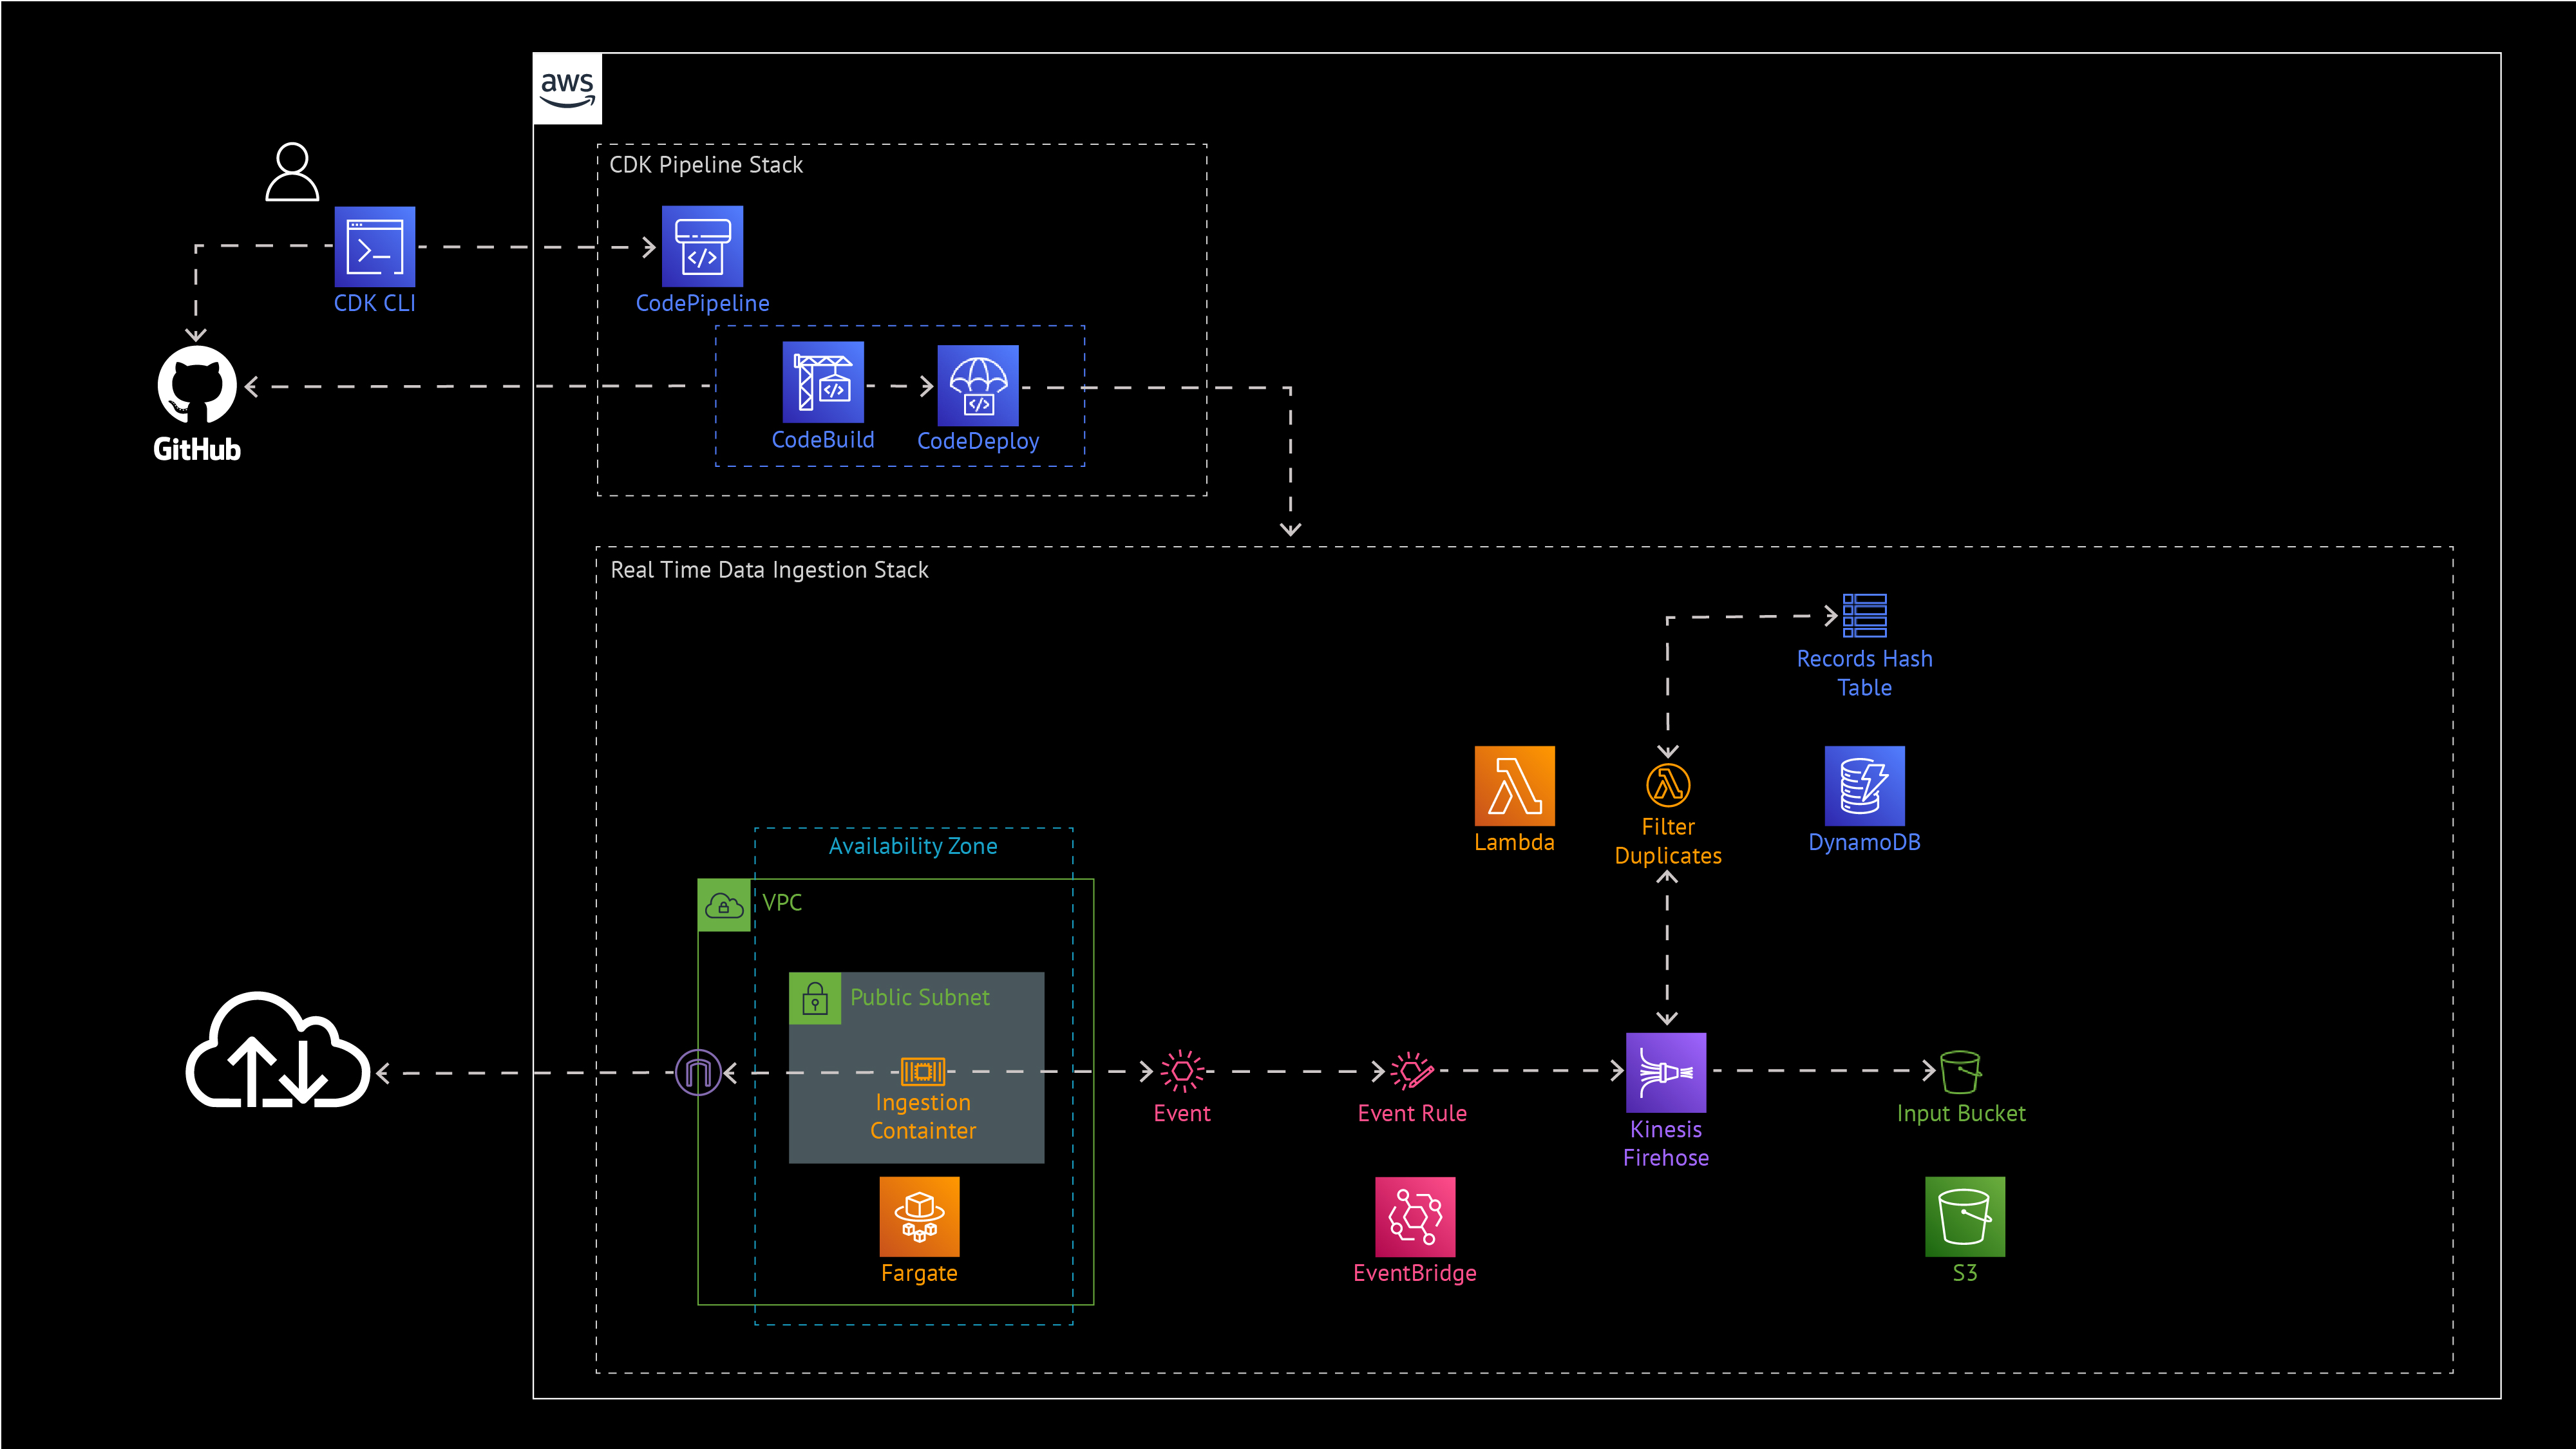 aws
CDK Pipeline Stack
CDK CLI
CodePipeline
GitHub
CodeBuild
CodeDeploy
Real Time Data Ingestion Stack
Records Hash
Table
Lambda
Filter
Duplicates
DynamoDB
Availability Zone
VPC
Public Subnet
Ingestion
Containter
Event
Event Rule
Kinesis
Firehose
Input Bucket
Fargate
EventBridge
S3